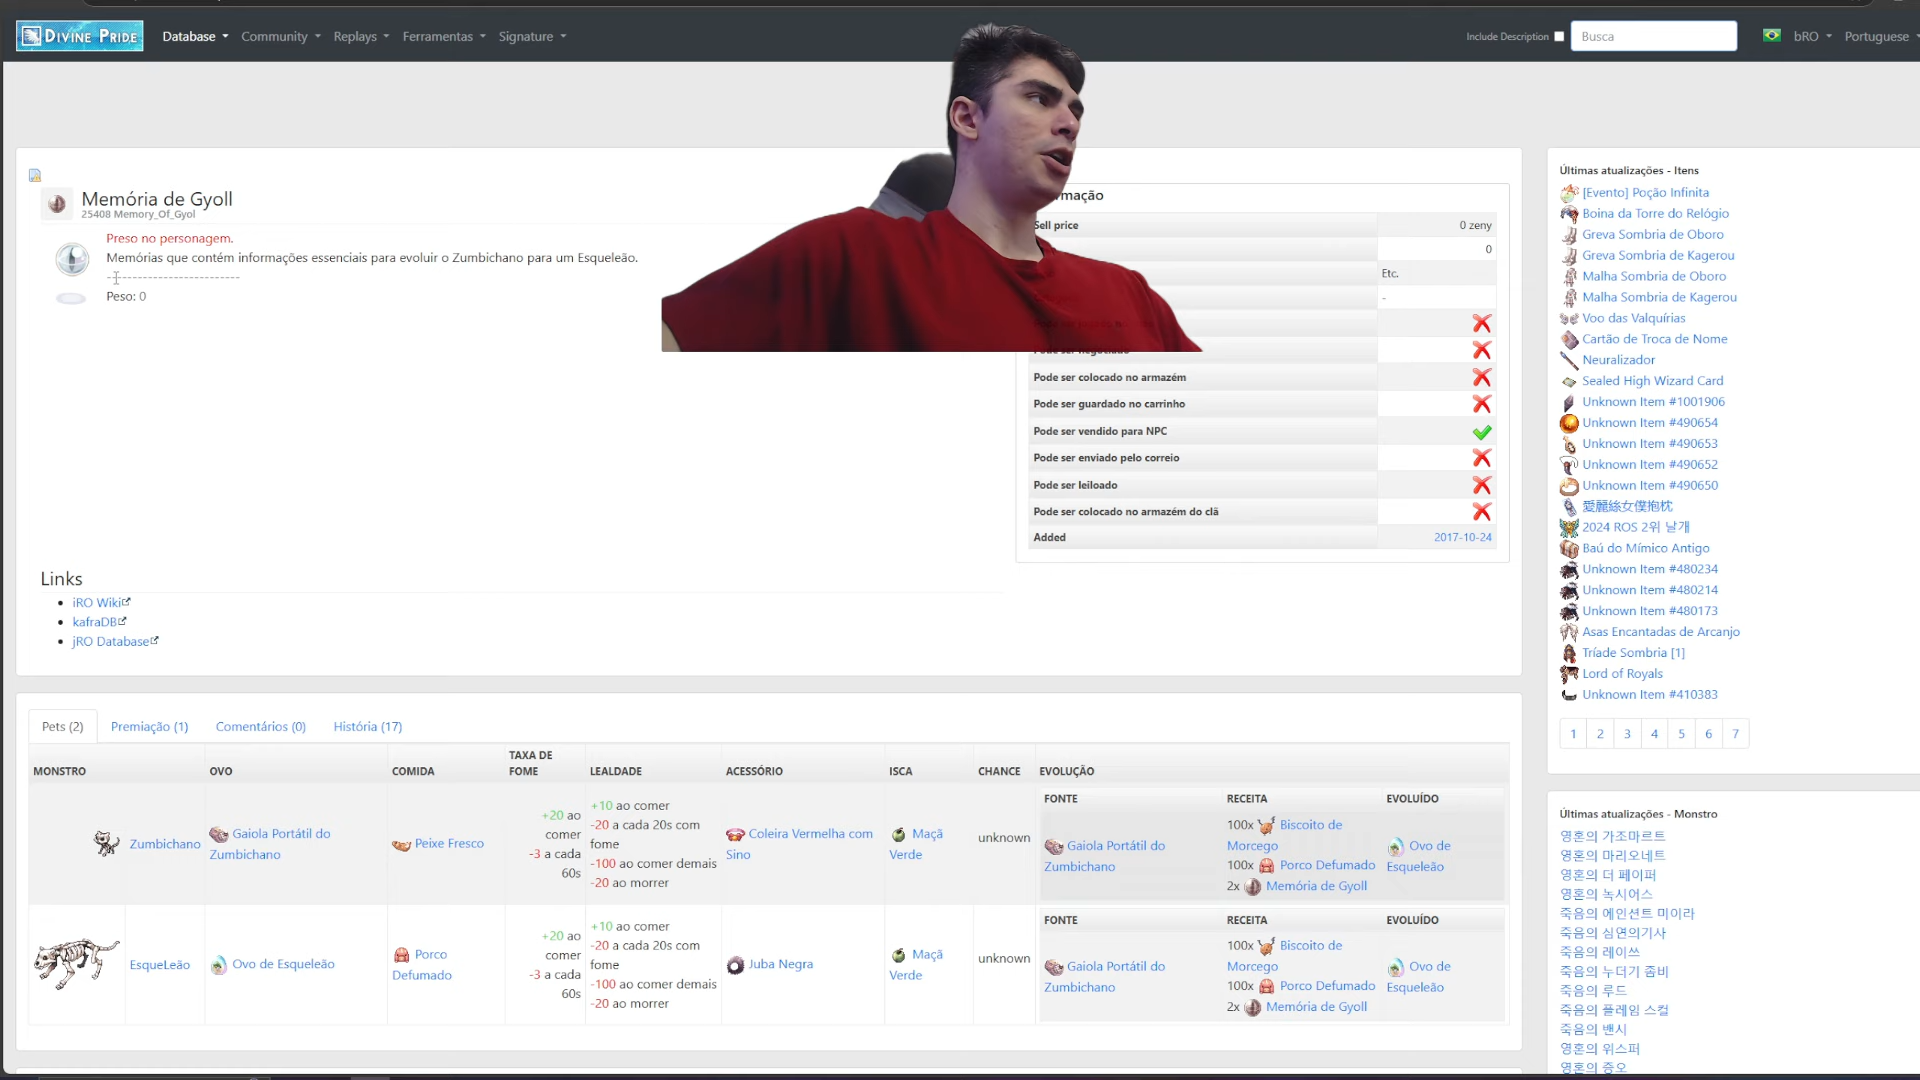 DIVINE PRIDE
Database
Community
Replays
Ferramentas
Signature
Include Description
Busca
bRO
Portuguese
Memória de Gyoll
25408 Memory_Of_Gyol
Preso no personagem.
Memórias que contém informações essenciais para evoluir o Zumbichano para um Esqueleão.
-------------------------
Peso: 0
Links
iRO Wiki
kafraDB
jRO Database
rmação
Sell price 0 zeny
0
Etc.
-
Pode ser colocado no armazém
Pode ser guardado no carrinho
Pode ser vendido para NPC
Pode ser enviado pelo correio
Pode ser leiloado
Pode ser colocado no armazém do clã
Added 2017-10-24
Pets (2)
Premiação (1)
Comentários (0)
História (17)
MONSTRO OVO COMIDA TAXA DE FOME LEALDADE ACESSÓRIO ISCA CHANCE EVOLUÇÃO
Zumbichano
Gaiola Portátil do
Zumbichano
Peixe Fresco
+20 ao
comer
-3 a cada
60s
+10 ao comer
-20 a cada 20s com
fome
-100 ao comer demais
-20 ao morrer
Coleira Vermelha com
Sino
Maçã
Verde
unknown
FONTE RECEITA EVOLUÍDO
Gaiola Portátil do
Zumbichano
100x Biscoito de
Morcego
100x Porco Defumado
2x Memória de Gyoll
Ovo de
Esqueleão
EsqueLeão
Ovo de Esqueleão
Porco
Defumado
+20 ao
comer
-3 a cada
60s
+10 ao comer
-20 a cada 20s com
fome
-100 ao comer demais
-20 ao morrer
Juba Negra
Maçã
Verde
unknown
FONTE RECEITA EVOLUÍDO
Gaiola Portátil do
Zumbichano
100x Biscoito de
Morcego
100x Porco Defumado
2x Memória de Gyoll
Ovo de
Esqueleão
Últimas atualizações - Itens
[Evento] Poção Infinita
Boina da Torre do Relógio
Greva Sombria de Oboro
Greva Sombria de Kagerou
Malha Sombria de Oboro
Malha Sombria de Kagerou
Voo das Valquírias
Cartão de Troca de Nome
Neuralizador
Sealed High Wizard Card
Unknown Item #1001906
Unknown Item #490654
Unknown Item #490653
Unknown Item #490652
Unknown Item #490650
愛麗絲女僕抱枕
2024 ROS 2위 날개
Baú do Mímico Antigo
Unknown Item #480234
Unknown Item #480214
Unknown Item #480173
Asas Encantadas de Arcanjo
Tríade Sombria [1]
Lord of Royals
Unknown Item #410383
1 2 3 4 5 6 7
Últimas atualizações - Monstro
영혼의 가조마르트
영혼의 마리오네트
영혼의 더 페이퍼
영혼의 녹시어스
죽음의 에인션트 미이라
죽음의 심연의기사
죽음의 레이쓰
죽음의 누더기 좀비
죽음의 루드
죽음의 플레임 스컬
죽음의 밴시
영혼의 위스퍼
영혼의 증오